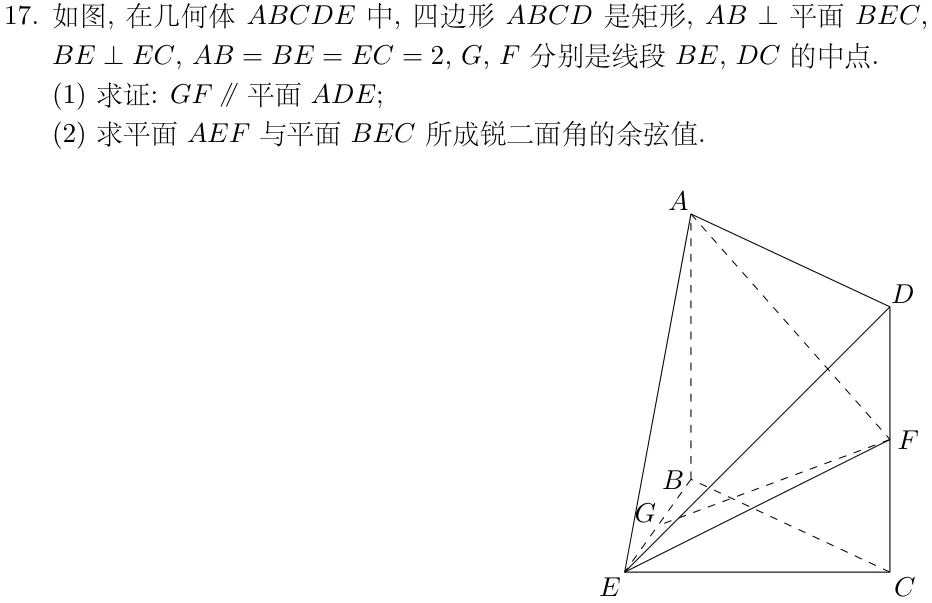 17. 如图, 在几何体 ABCDE 中, 四边形 ABCD 是矩形, AB ⊥ 平面 BEC,
BE ⊥ EC, AB = BE = EC = 2, G, F 分别是线段 BE, DC 的中点.
(1) 求证: GF ∥ 平面 ADE;
(2) 求平面 AEF 与平面 BEC 所成锐二面角的余弦值.
A
D
F
B
G
E
C